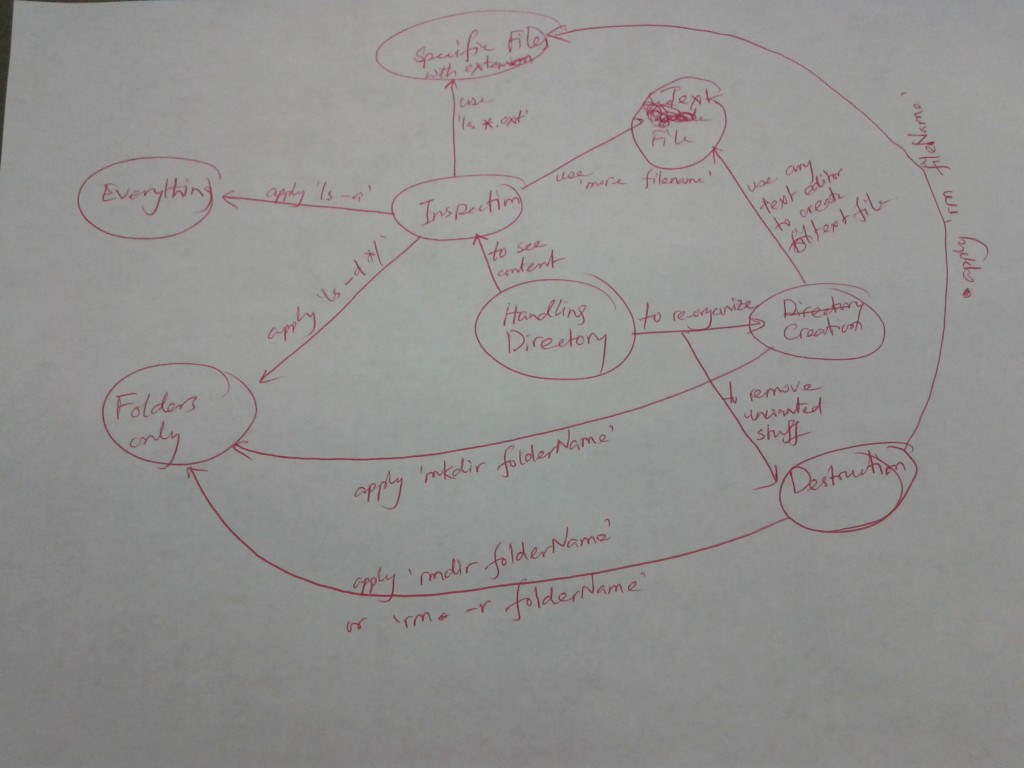 Specific File
with extension
use
'ls *.ext'
Text
File
Everything
apply 'ls -a'
Inspection
use
'more filename'
use any
text editor
to create
text file.
apply 'rm fileName'
to see
content
apply 'ls -d */'
Handling
Directory
to re-organize
Directory
Creation
Folders
only
to remove
unwanted
stuff
apply 'mkdir folderName'
Destruction
apply 'rmdir folderName'
or 'rm -r folderName'